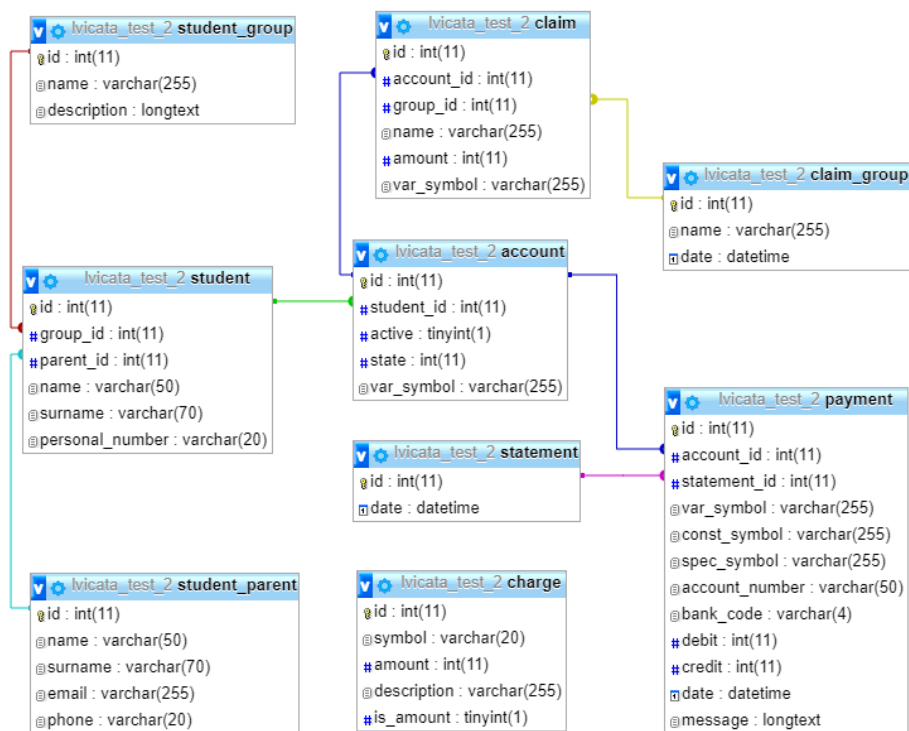 lvicata_test_2 student_group
id : int(11)
name : varchar(255)
description : longtext
lvicata_test_2 claim
id : int(11)
account_id : int(11)
group_id : int(11)
name : varchar(255)
amount : int(11)
var_symbol : varchar(255)
lvicata_test_2 claim_group
id : int(11)
name : varchar(255)
date : datetime
lvicata_test_2 student
id : int(11)
group_id : int(11)
parent_id : int(11)
name : varchar(50)
surname : varchar(70)
personal_number : varchar(20)
lvicata_test_2 account
id : int(11)
student_id : int(11)
active : tinyint(1)
state : int(11)
var_symbol : varchar(255)
lvicata_test_2 statement
id : int(11)
date : datetime
lvicata_test_2 payment
id : int(11)
account_id : int(11)
statement_id : int(11)
var_symbol : varchar(255)
const_symbol : varchar(255)
spec_symbol : varchar(255)
account_number : varchar(50)
bank_code : varchar(4)
debit : int(11)
credit : int(11)
date : datetime
message : longtext
lvicata_test_2 student_parent
id : int(11)
name : varchar(50)
surname : varchar(70)
email : varchar(255)
phone : varchar(20)
lvicata_test_2 charge
id : int(11)
symbol : varchar(20)
amount : int(11)
description : varchar(255)
is_amount : tinyint(1)